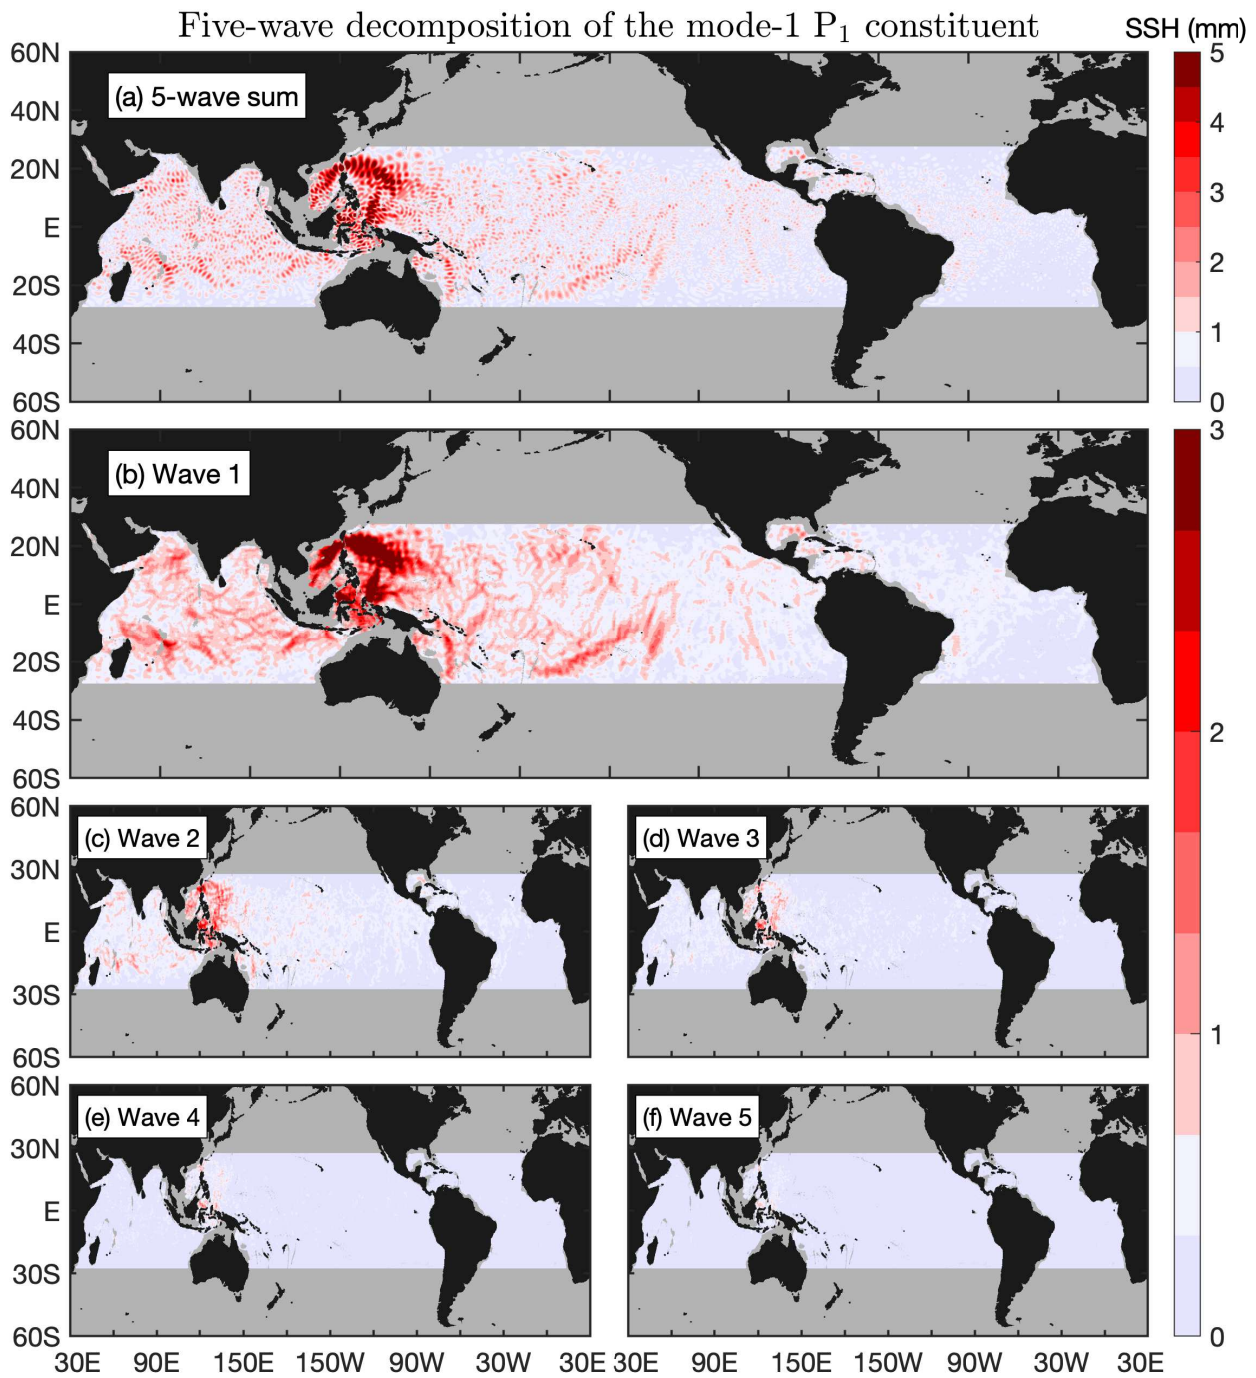 Five-wave decomposition of the mode-1 P₁ constituent
SSH (mm)
60N
40N
20N
E
20S
40S
60S
(a) 5-wave sum
5
4
3
2
1
0
60N
40N
20N
E
20S
40S
60S
(b) Wave 1
3
2
1
0
60N
30N
E
30S
60S
(c) Wave 2
(d) Wave 3
60N
30N
E
30S
60S
(e) Wave 4
(f) Wave 5
30E 90E 150E 150W 90W 30W 30E 30E 90E 150E 150W 90W 30W 30E